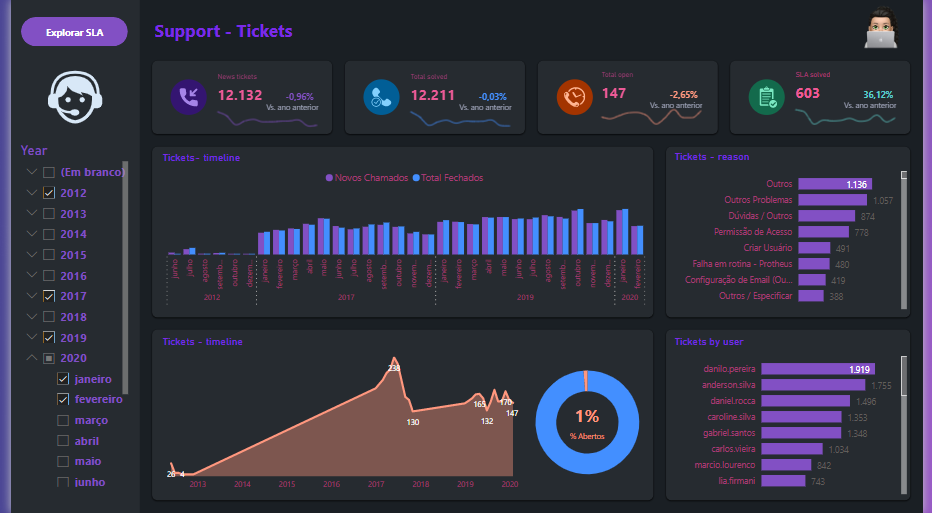 Explorar SLA
Support - Tickets
Year
(Em branco)
2012
2013
2014
2015
2016
2017
2018
2019
2020
janeiro
fevereiro
março
abril
maio
junho
News tickets
12.132
-0,96%
Vs. ano anterior
Total solved
12.211
-0,03%
Vs. ano anterior
Total open
147
-2,65%
Vs. ano anterior
SLA solved
603
36,12%
Vs. ano anterior
Tickets - timeline
Novos Chamados
Total Fechados
junho
julho
agosto
setemb...
outubro
dezem...
janeiro
fevereiro
março
abril
maio
junho
julho
agosto
setemb...
outubro
novem...
dezem...
janeiro
fevereiro
março
abril
maio
junho
julho
agosto
setemb...
outubro
novem...
dezem...
janeiro
fevereiro
2012
2017
2019
2020
Tickets - reason
Outros 1.136
Outros Problemas 1.057
Dúvidas / Outros 874
Permissão de Acesso 778
Criar Usuário 491
Falha em rotina - Protheus 480
Configuração de Email (Ou... 419
Outros / Especificar 388
Tickets - timeline
238
165
170
147
130
132
26
4
2013
2014
2015
2016
2017
2018
2019
2020
1%
% Abertos
Tickets by user
danilo.pereira 1.919
anderson.silva 1.755
daniel.rocca 1.496
caroline.silva 1.353
gabriel.santos 1.348
carlos.vieira 1.034
marcio.lourenco 842
lia.firmani 743